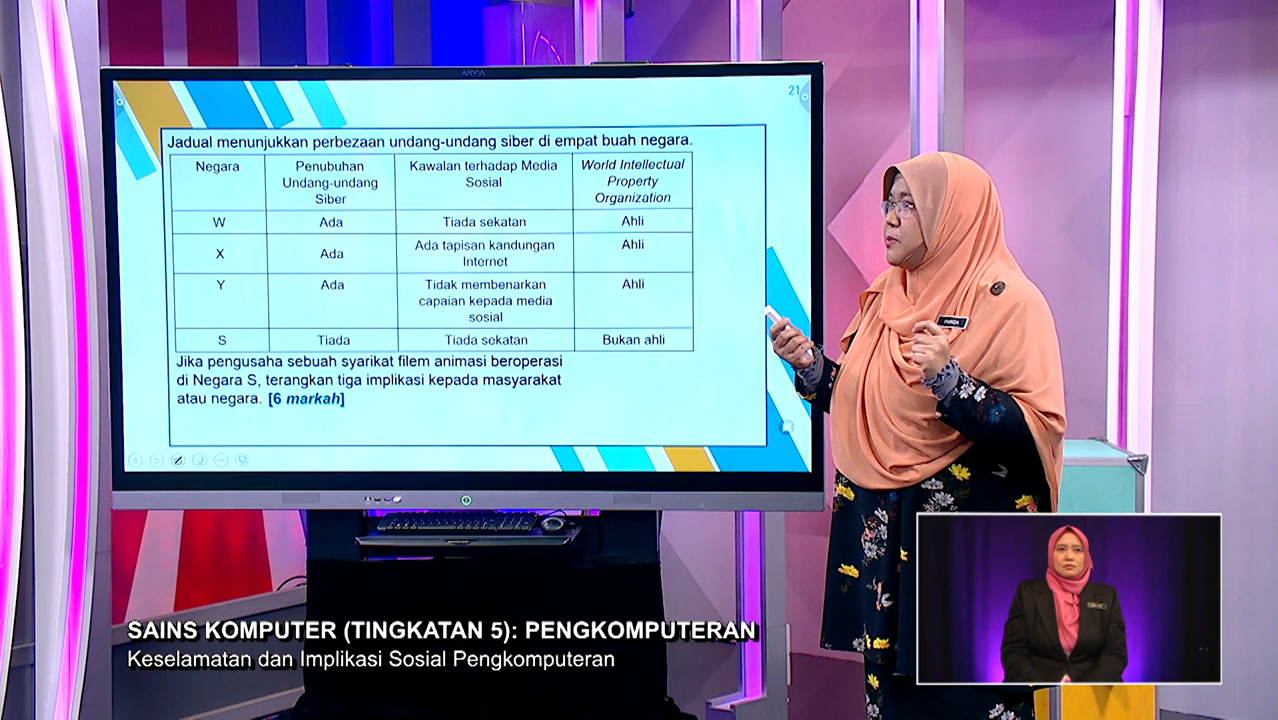 ARVIA
21
Jadual menunjukkan perbezaan undang-undang siber di empat buah negara.
Negara
Penubuhan
Undang-undang
Siber
Kawalan terhadap Media
Sosial
World Intellectual
Property
Organization
W
Ada
Tiada sekatan
Ahli
X
Ada
Ada tapisan kandungan
Internet
Ahli
Y
Ada
Tidak membenarkan
capaian kepada media
sosial
Ahli
S
Tiada
Tiada sekatan
Bukan ahli
Jika pengusaha sebuah syarikat filem animasi beroperasi
di Negara S, terangkan tiga implikasi kepada masyarakat
atau negara. [6 markah]
FARIDA
SAINS KOMPUTER (TINGKATAN 5): PENGKOMPUTERAN
Keselamatan dan Implikasi Sosial Pengkomputeran